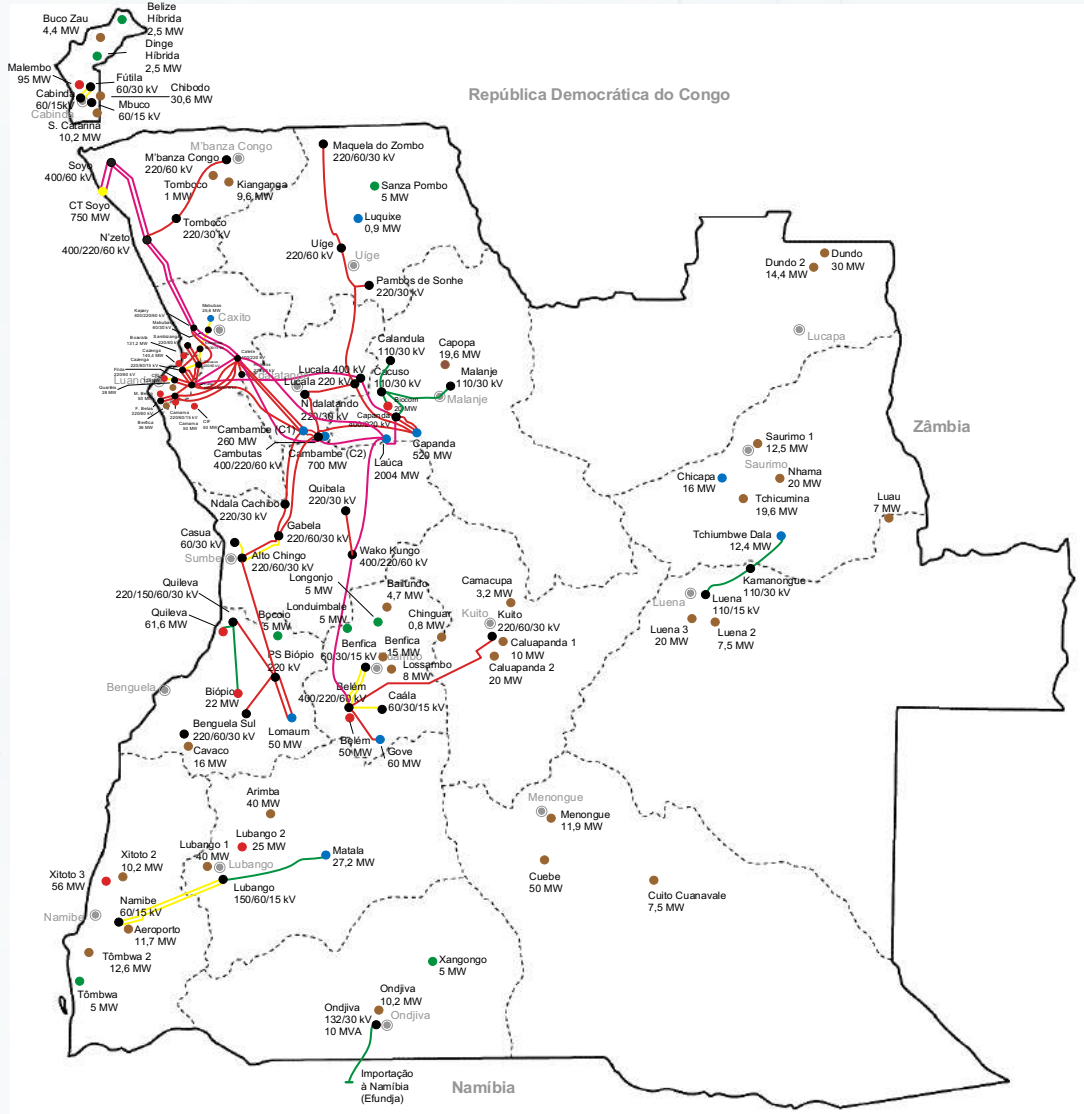 Buco Zau
4,4 MW
Belize
Híbrida
2,5 MW
Dinge
Híbrida
2,5 MW
Malembo
95 MW
Fútila
60/30 kV
Cabinda
60/15kV
Cabinda
Mbuco
60/15 kV
Chibodo
30,6 MW
S. Catarina
10,2 MW
República Democrática do Congo
Soyo
400/60 kV
CT Soyo
750 MW
M'banza Congo
M'banza Congo
220/60 kV
Tomboco
1 MW
Kianganga
9,6 MW
Tomboco
220/30 kV
N'zeto
400/220/60 kV
Maquela do Zombo
220/60/30 kV
Sanza Pombo
5 MW
Luquixe
0,9 MW
Uíge
220/60 kV
Uíge
Pambos de Sonhe
220/30 kV
Dundo 2
14,4 MW
Dundo
30 MW
Lucapa
Caxito
Calandula
110/30 kV
Capopa
19,6 MW
Lucala 400 kV
Lucala 220 kV
Cacuso
110/30 kV
Malanje
110/30 kV
Malanje
N'dalatando
220/30 kV
Cambambe (C1)
260 MW
Cambutas
400/220/60 kV
Cambambe (C2)
700 MW
Capanda
400/220 kV
Capanda
520 MW
Laúca
2004 MW
Zâmbia
Saurimo 1
12,5 MW
Saurimo
Chicapa
16 MW
Nhama
20 MW
Tchicumina
19,6 MW
Luau
7 MW
Tchiumbwe Dala
12,4 MW
Kamanongue
110/30 kV
Luena
Luena
110/15 kV
Luena 3
20 MW
Luena 2
7,5 MW
Ndala Cachibo
220/30 kV
Quibala
220/30 kV
Gabela
220/60/30 kV
Casua
60/30 kV
Sumbe
Alto Chingo
220/60/30 kV
Wako Kungo
400/220/60 kV
Longonjo
5 MW
Bailundo
4,7 MW
Camacupa
3,2 MW
Quileva
220/150/60/30 kV
Quileva
61,6 MW
Bocoio
5 MW
Londuimbale
5 MW
Chinguar
0,8 MW
Kuito
Kuito
220/60/30 kV
Caluapanda 1
10 MW
Caluapanda 2
20 MW
Benfica
60/30/15 kV
Benfica
15 MW
Lossambo
8 MW
PS Biópio
220 kV
Benguela
Biópio
22 MW
Benguela Sul
220/60/30 kV
Cavaco
16 MW
Lomaum
50 MW
Belém
400/220/60 kV
Caála
60/30/15 kV
Belém
50 MW
Gove
60 MW
Arimba
40 MW
Lubango 2
25 MW
Lubango 1
40 MW
Lubango
Lubango
150/60/15 kV
Matala
27,2 MW
Xitoto 2
10,2 MW
Xitoto 3
56 MW
Namibe
60/15 kV
Namibe
Aeroporto
11,7 MW
Tômbwa 2
12,6 MW
Tômbwa
5 MW
Menongue
Menongue
11,9 MW
Cuebe
50 MW
Cuito Cuanavale
7,5 MW
Xangongo
5 MW
Ondjiva
10,2 MW
Ondjiva
132/30 kV
10 MVA
Ondjiva
Importação
à Namíbia
(Efundja)
Namíbia